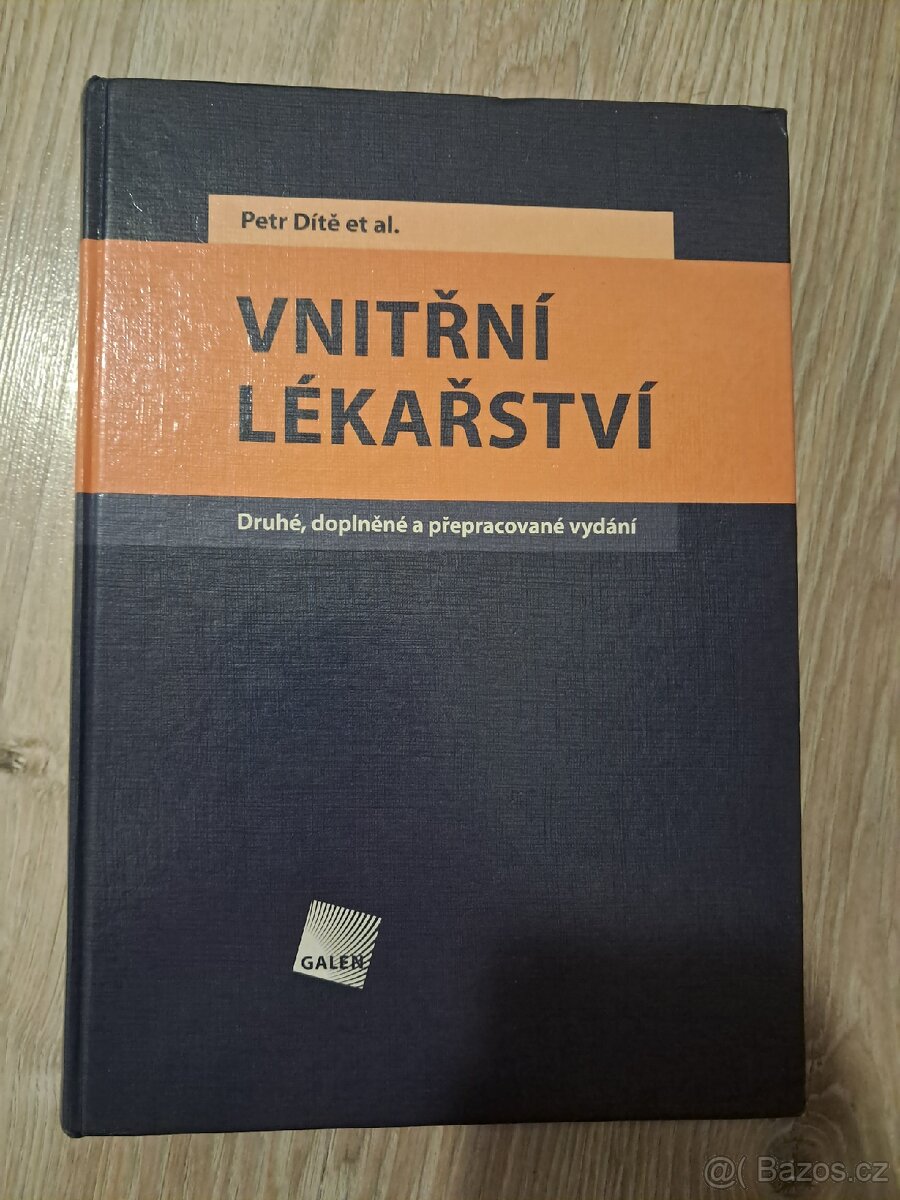 Petr Dítě et al.
VNITŘNÍ
LÉKAŘSTVÍ
Druhé, doplněné a přepracované vydání
GALEN
@( Bazos.cz